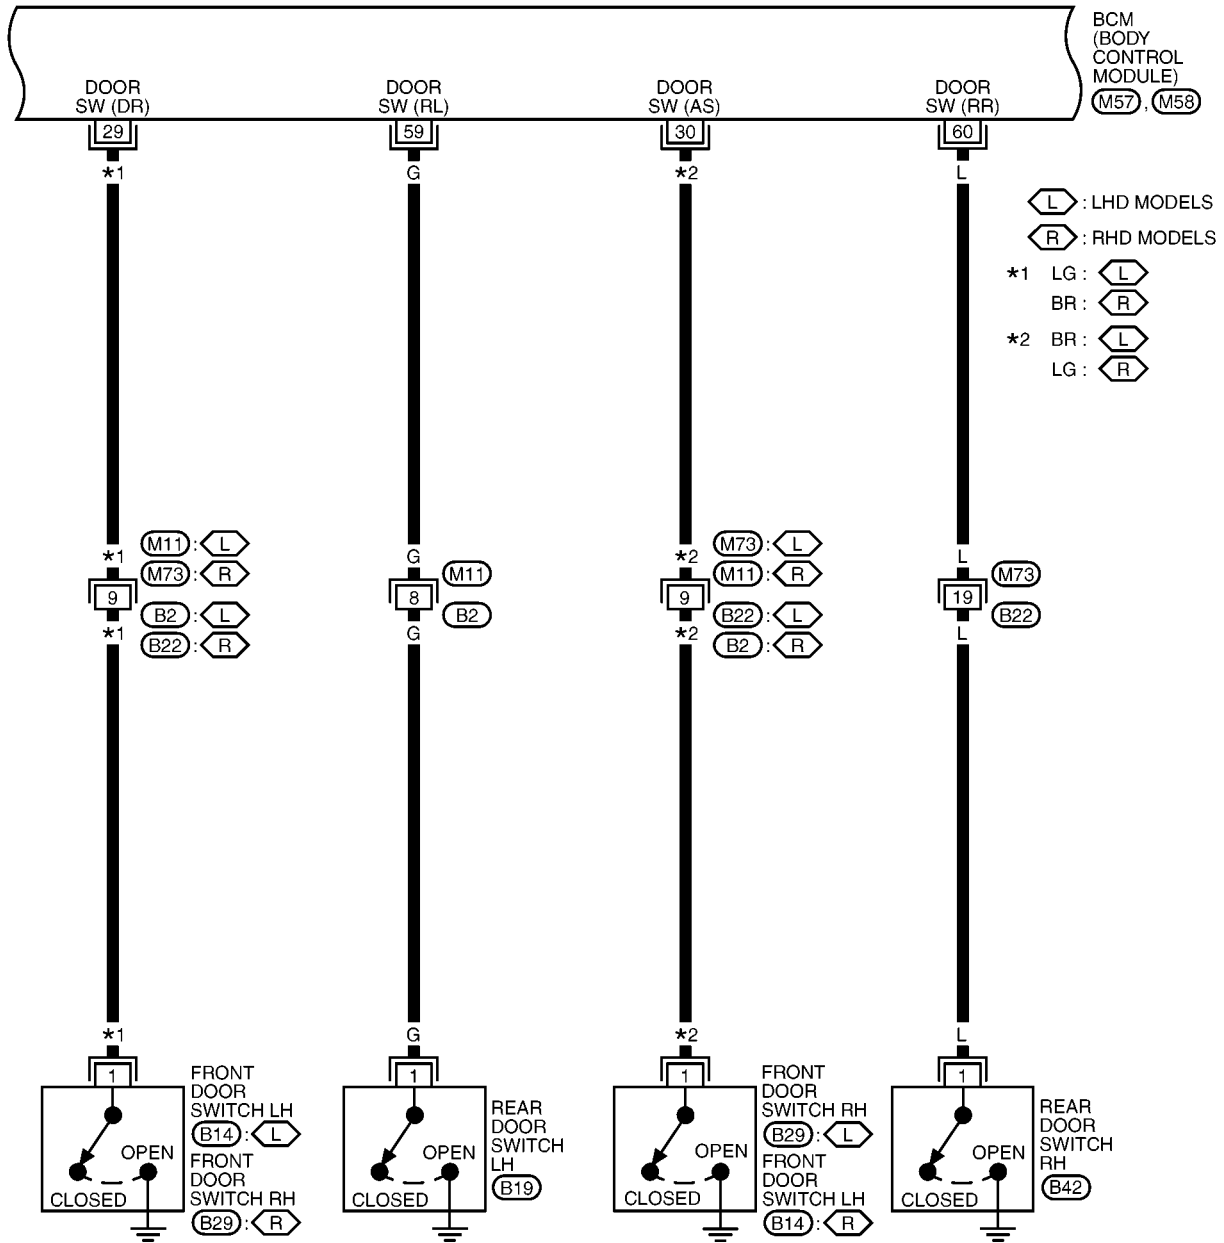 BCM
(BODY
CONTROL
MODULE)
M57 , M58
DOOR
SW (DR)
DOOR
SW (RL)
DOOR
SW (AS)
DOOR
SW (RR)
29
59
30
60
*1
G
*2
L
L : LHD MODELS
R : RHD MODELS
*1 LG : L
BR : R
*2 BR : L
LG : R
*1
M11 : L
M73 : R
9
B2 : L
B22 : R
*1
G
M11
8
B2
G
*2
M73 : L
M11 : R
9
B22 : L
B2 : R
*2
L
M73
19
B22
L
*1
G
*2
L
1
1
1
1
FRONT
DOOR
SWITCH LH
B14 : L
FRONT
DOOR
SWITCH RH
B29 : R
OPEN
CLOSED
REAR
DOOR
SWITCH
LH
B19
OPEN
CLOSED
FRONT
DOOR
SWITCH RH
B29 : L
FRONT
DOOR
SWITCH LH
B14 : R
OPEN
CLOSED
REAR
DOOR
SWITCH
RH
B42
OPEN
CLOSED